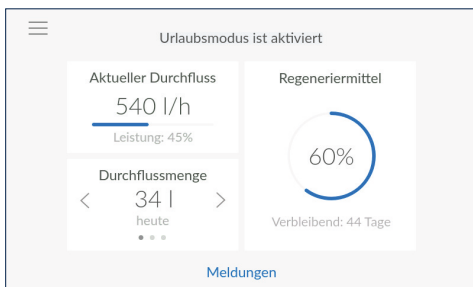 Urlaubsmodus ist aktiviert
Aktueller Durchfluss
540 l/h
Leistung: 45%
Durchflussmenge
34 l
heute
Regeneriermittel
60%
Verbleibend: 44 Tage
Meldungen